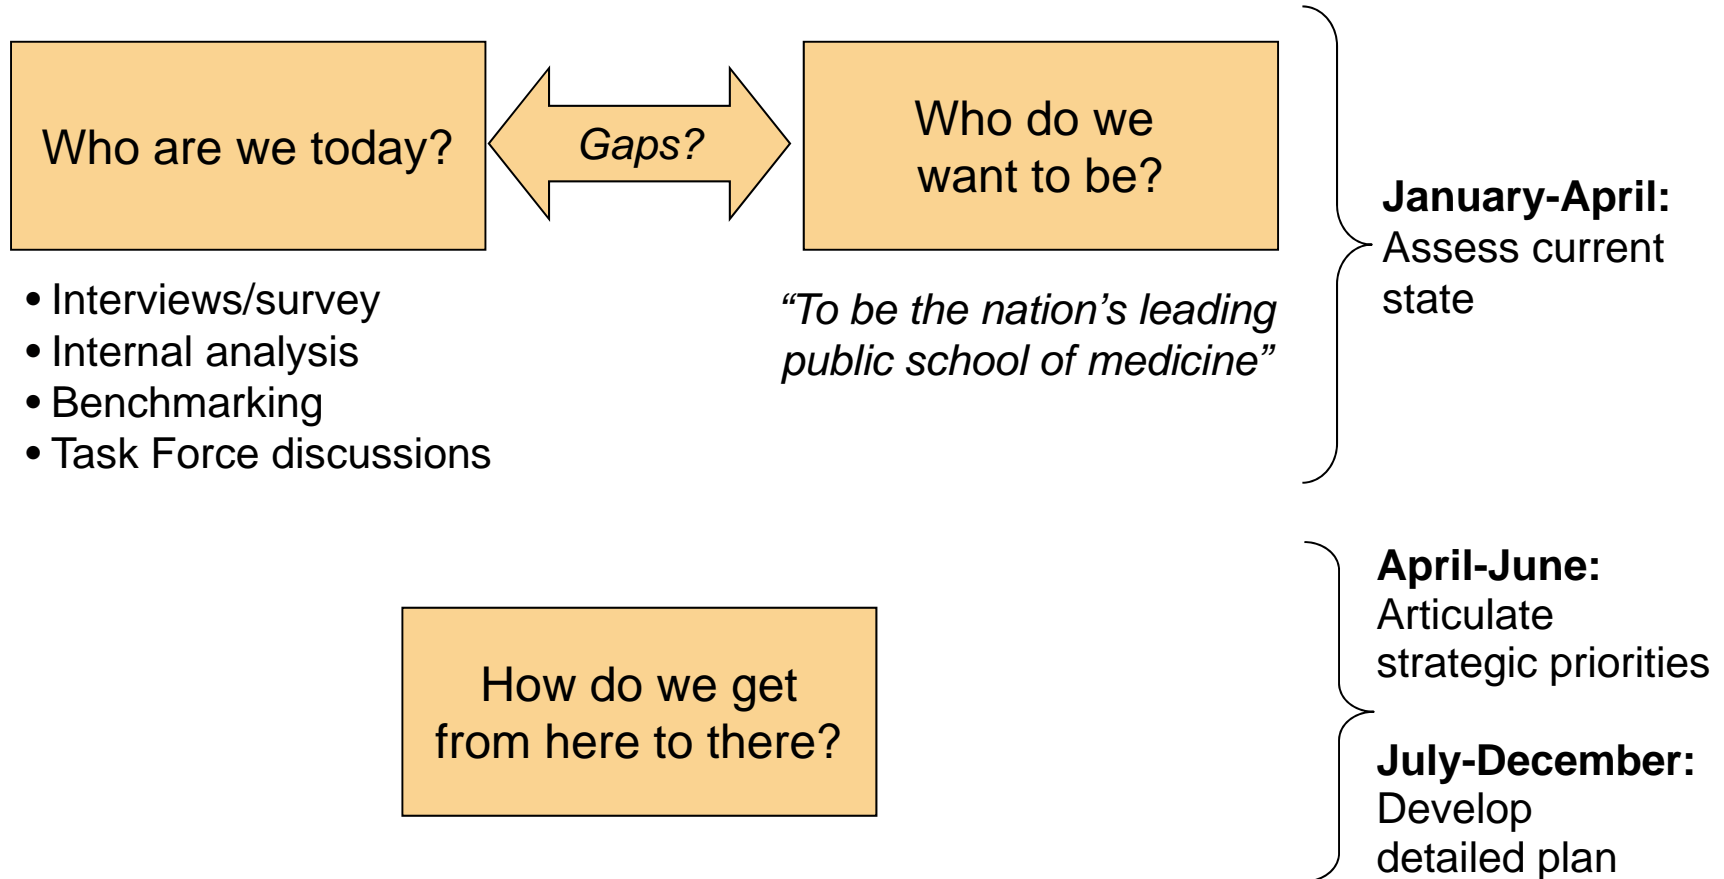 Who are we today?
Gaps?
Who do we
want to be?
• Interviews/survey
• Internal analysis
• Benchmarking
• Task Force discussions
“To be the nation’s leading
public school of medicine”
January-April:
Assess current
state
How do we get
from here to there?
April-June:
Articulate
strategic priorities
July-December:
Develop
detailed plan